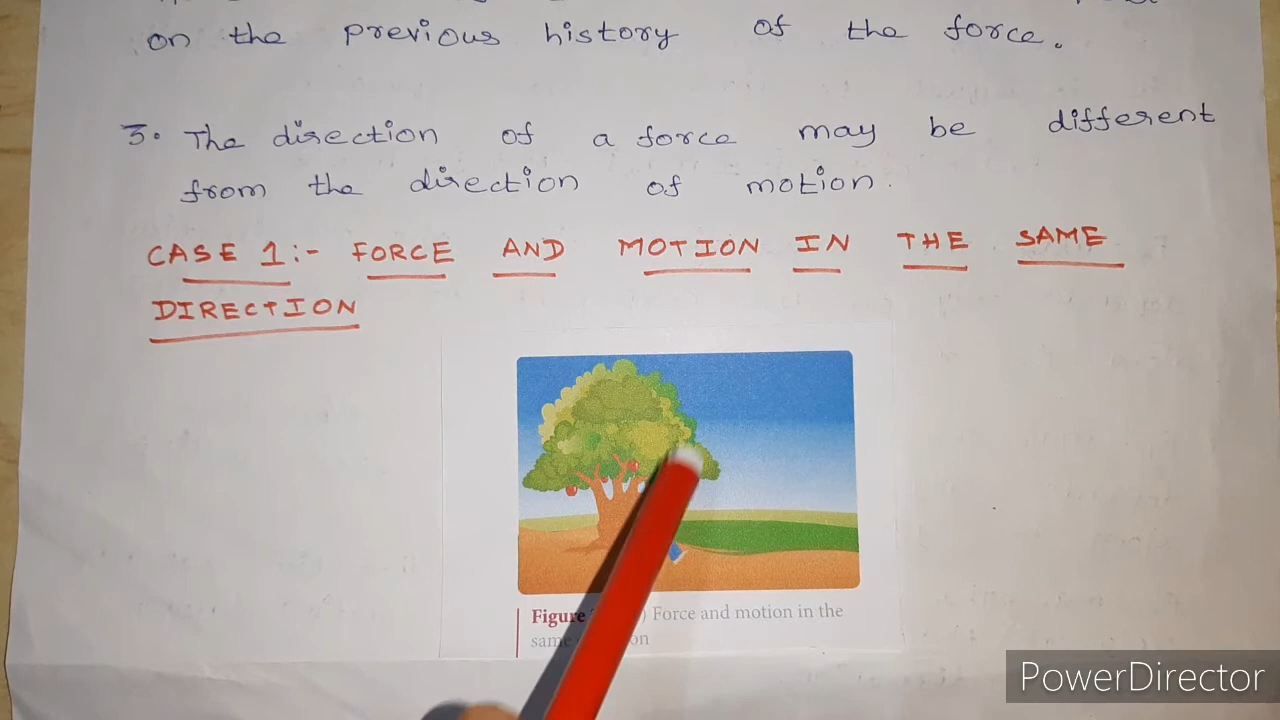 on the previous history of the force.
3. The direction of a force may be different
from the direction of motion.
CASE 1:- FORCE AND MOTION IN THE SAME
DIRECTION
Figure ) Force and motion in the
same
PowerDirector